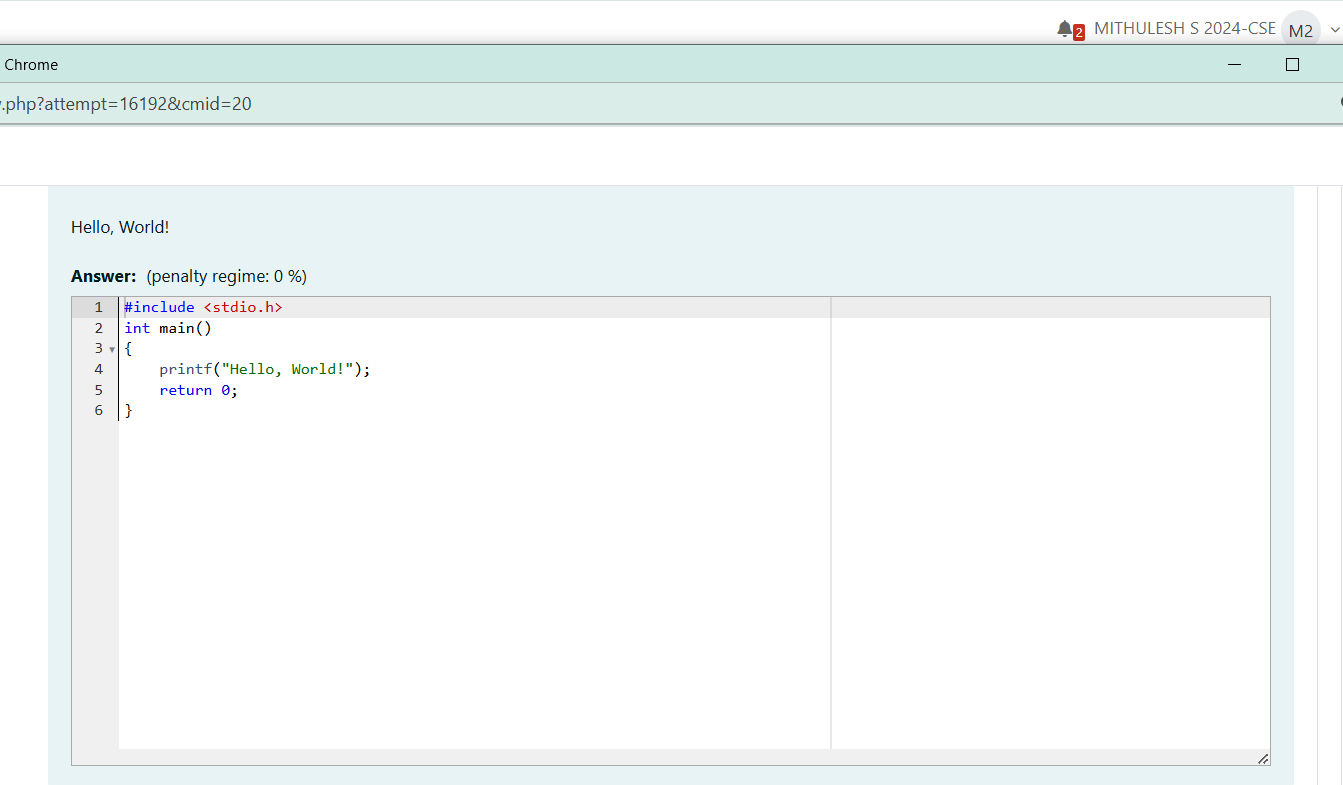 2 MITHULESH S 2024-CSE M2
Chrome
.php?attempt=16192&cmid=20
Hello, World!
Answer: (penalty regime: 0 %)
1 #include <stdio.h>
2 int main()
3 {
4 printf("Hello, World!");
5 return 0;
6 }